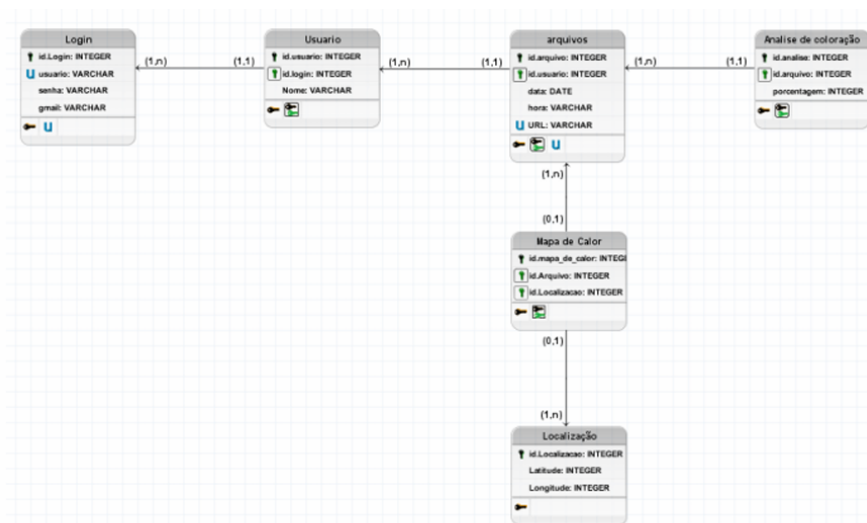 Login
id.Login: INTEGER
U usuario: VARCHAR
senha: VARCHAR
gmail: VARCHAR
U
(1,n)
(1,1)
Usuario
id.usuario: INTEGER
id.login: INTEGER
Nome: VARCHAR
(1,n)
(1,1)
arquivos
id.arquivo: INTEGER
id.usuario: INTEGER
data: DATE
hora: VARCHAR
U URL: VARCHAR
U
(1,n)
(1,1)
Analise de coloração
id.analise: INTEGER
id.arquivo: INTEGER
porcentagem: INTEGER
(1,n)
(0,1)
Mapa de Calor
id.mapa_de_calor: INTEG
id.Arquivo: INTEGER
id.Localizacao: INTEGER
(0,1)
(1,n)
Localização
id.Localizacao: INTEGER
Latitude: INTEGER
Longitude: INTEGER